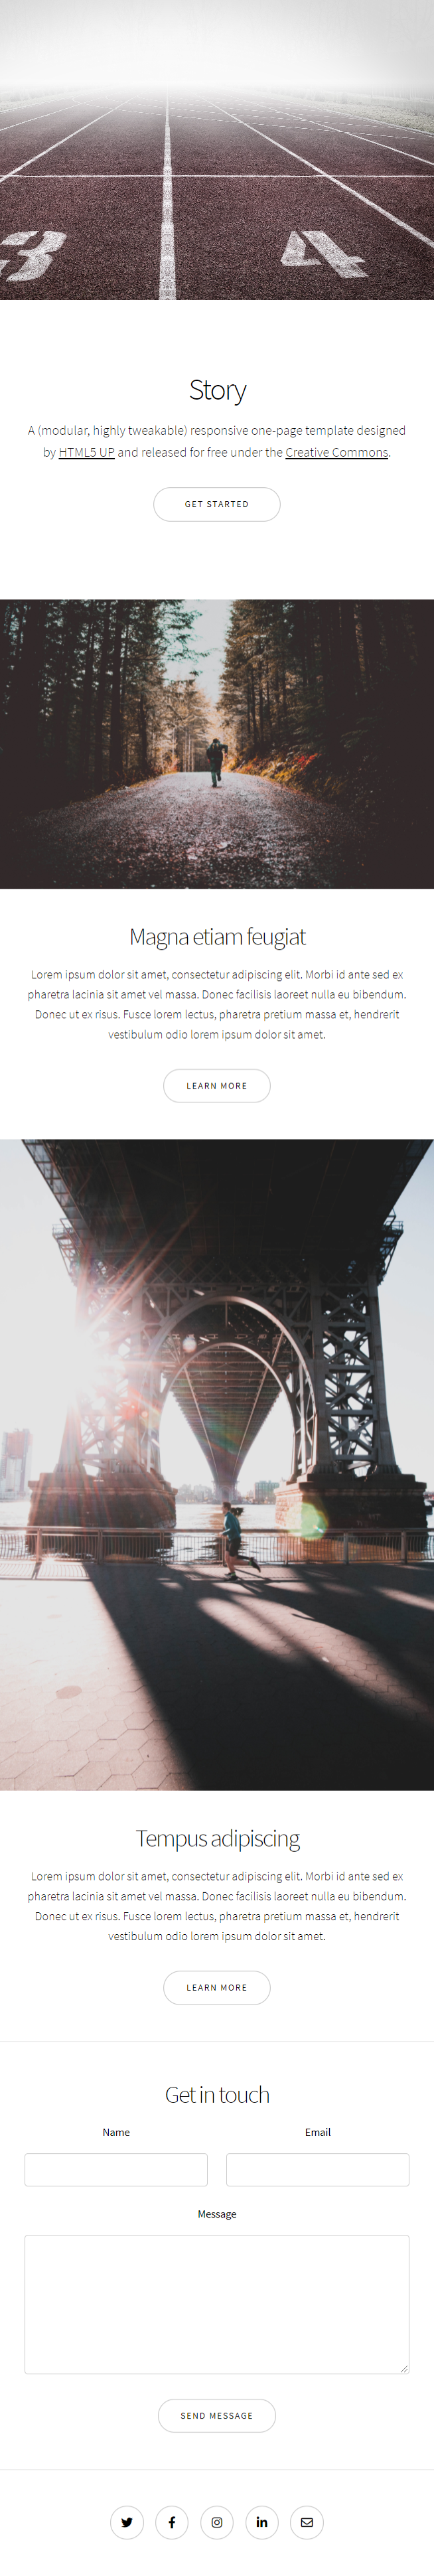 3 4
Story
A (modular, highly tweakable) responsive one-page template designed
by HTML5 UP and released for free under the Creative Commons.
GET STARTED
Magna etiam feugiat
Lorem ipsum dolor sit amet, consectetur adipiscing elit. Morbi id ante sed ex
pharetra lacinia sit amet vel massa. Donec facilisis laoreet nulla eu bibendum.
Donec ut ex risus. Fusce lorem lectus, pharetra pretium massa et, hendrerit
vestibulum odio lorem ipsum dolor sit amet.
LEARN MORE
Tempus adipiscing
Lorem ipsum dolor sit amet, consectetur adipiscing elit. Morbi id ante sed ex
pharetra lacinia sit amet vel massa. Donec facilisis laoreet nulla eu bibendum.
Donec ut ex risus. Fusce lorem lectus, pharetra pretium massa et, hendrerit
vestibulum odio lorem ipsum dolor sit amet.
LEARN MORE
Get in touch
Name Email
Message
SEND MESSAGE